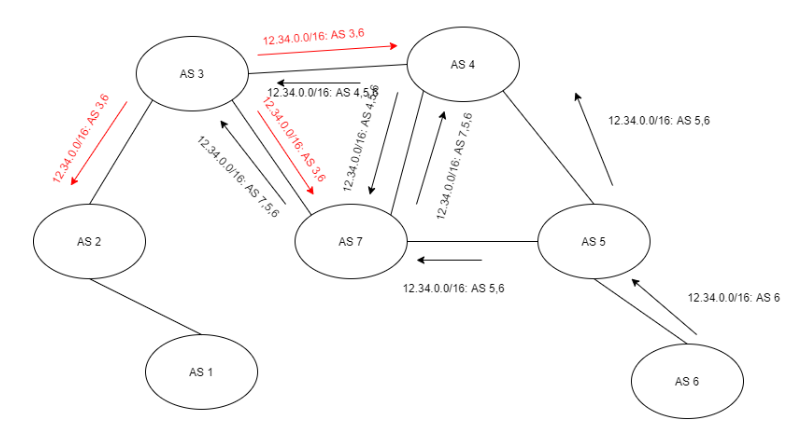 12.34.0.0/16: AS 3,6
AS 3
AS 4
12.34.0.0/16: AS 4,5,6
12.34.0.0/16: AS 3,6
12.34.0.0/16: AS 3,6
12.34.0.0/16: AS 4,5,6
12.34.0.0/16: AS 7,5,6
12.34.0.0/16: AS 5,6
12.34.0.0/16: AS 7,5,6
AS 2
AS 7
AS 5
12.34.0.0/16: AS 5,6
12.34.0.0/16: AS 6
AS 1
AS 6